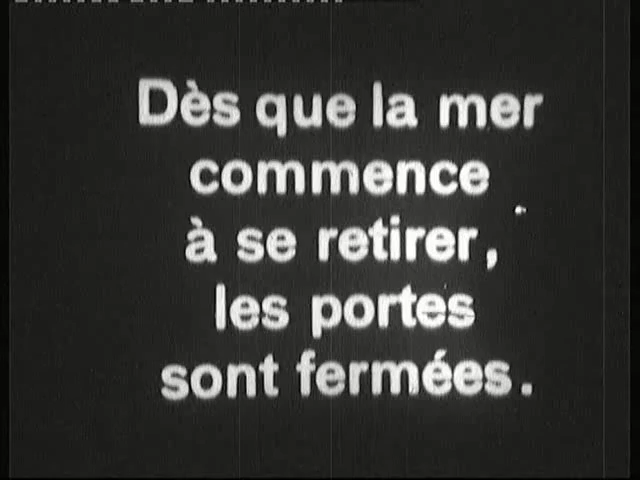 Dès que la mer
commence
à se retirer,
les portes
sont fermées.